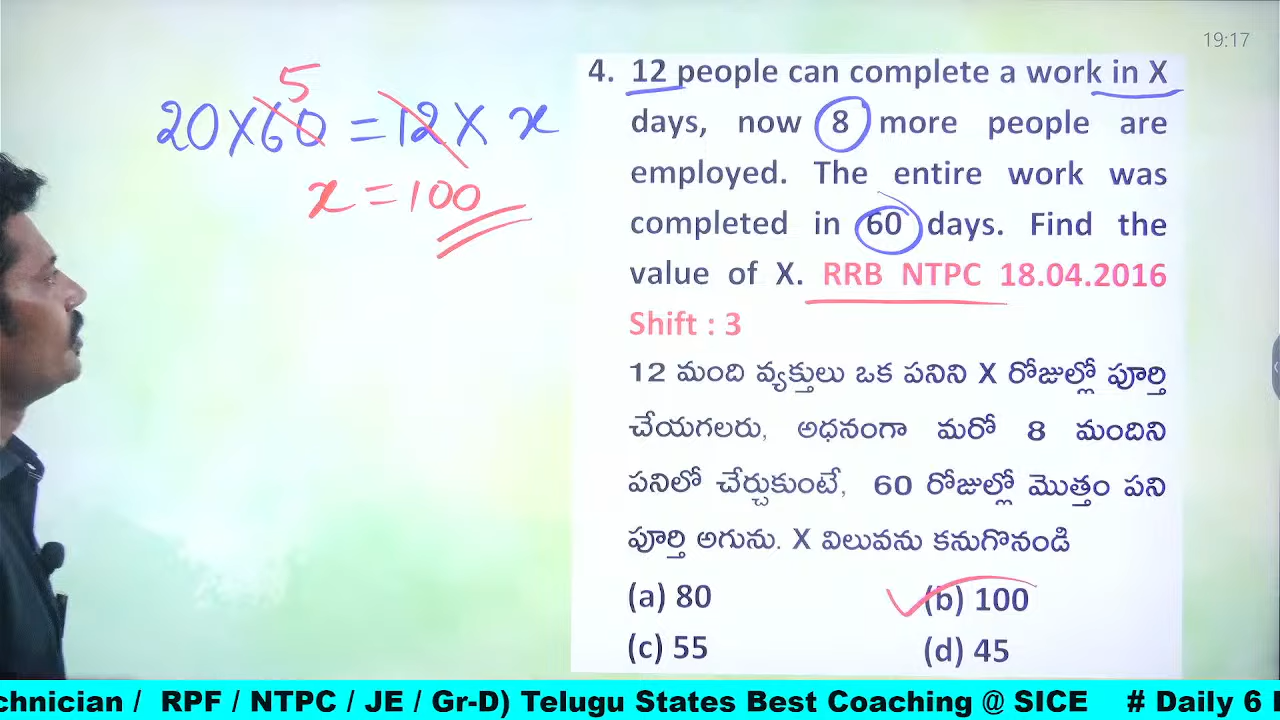 19:17
5
20×60 = 12 × x
x = 100
4. 12 people can complete a work in X
days, now 8 more people are
employed. The entire work was
completed in 60 days. Find the
value of X. RRB NTPC 18.04.2016
Shift : 3
12 మంది వ్యక్తులు ఒక పనిని X రోజుల్లో పూర్తి
చేయగలరు, అధనంగా మరో 8 మందిని
పనిలో చేర్చుకుంటే, 60 రోజుల్లో మొత్తం పని
పూర్తి అగును. X విలువను కనుగొనండి
(a) 80 (b) 100
(c) 55 (d) 45
chnician / RPF / NTPC / JE / Gr-D) Telugu States Best Coaching @ SICE # Daily 6